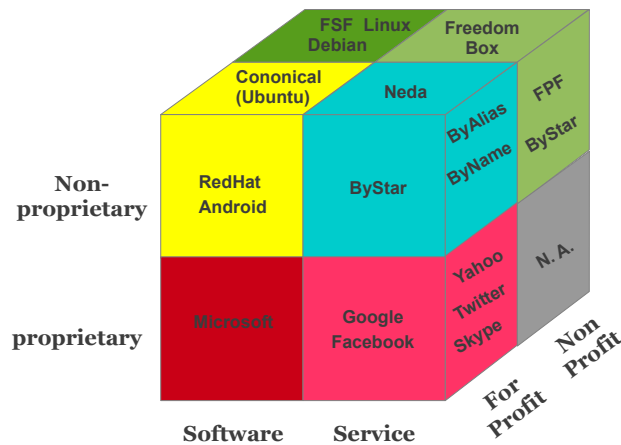 FSF Linux
Debian
Freedom
Box
Cononical
(Ubuntu)
Neda
ByAlias
ByName
FPF
ByStar
Non-
proprietary
RedHat
Android
ByStar
Yahoo
Twitter
Skype
N. A.
proprietary
Microsoft
Google
Facebook
For
Profit
Non
Profit
Software
Service